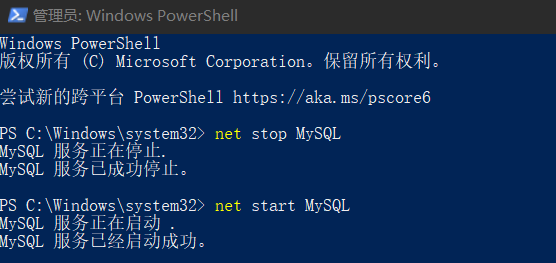 管理员: Windows PowerShell
Windows PowerShell
版权所有 (C) Microsoft Corporation。保留所有权利。
尝试新的跨平台 PowerShell https://aka.ms/pscore6
PS C:\Windows\system32> net stop MySQL
MySQL 服务正在停止.
MySQL 服务已成功停止。
PS C:\Windows\system32> net start MySQL
MySQL 服务正在启动 .
MySQL 服务已经启动成功。